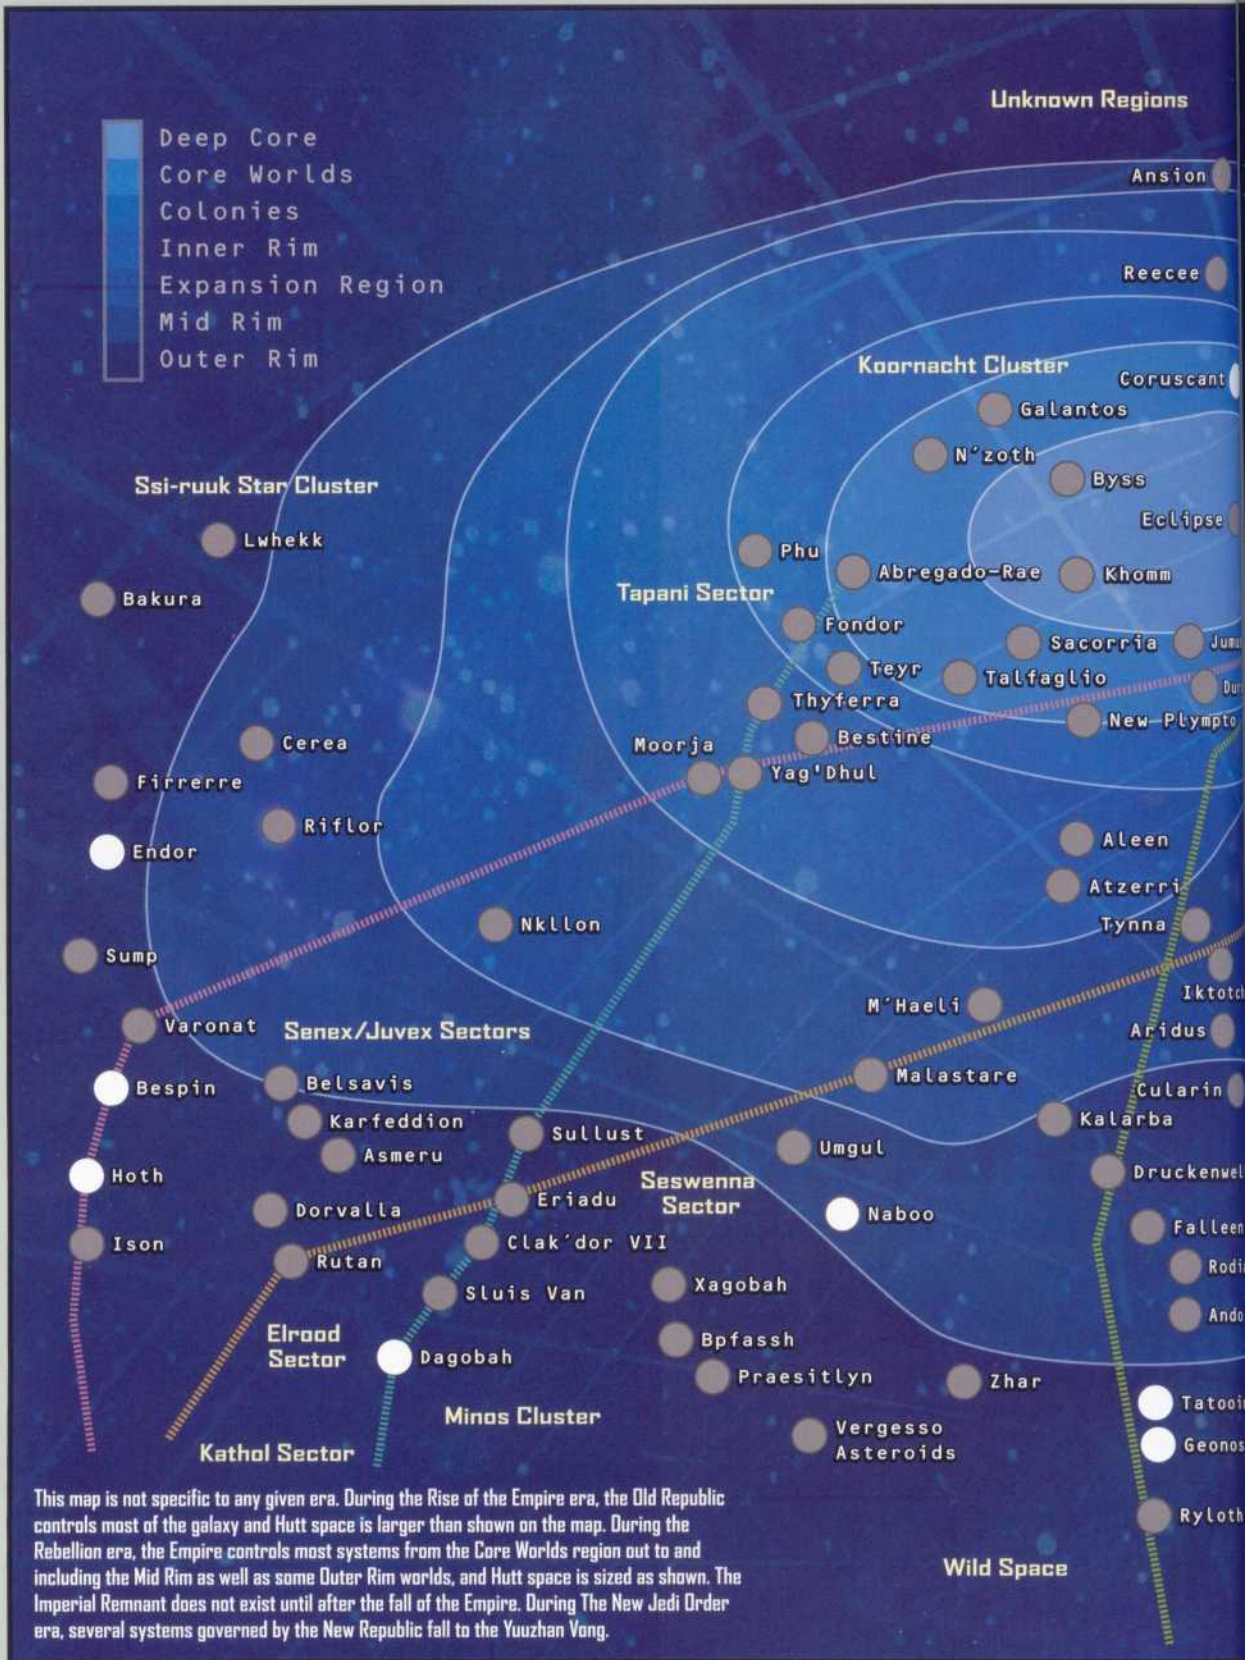 Unknown Regions
Deep Core
Core Worlds
Colonies
Inner Rim
Expansion Region
Mid Rim
Outer Rim
Ansion
Reecee
Koornacht Cluster
Coruscant
Galantos
N'zoth
Byss
Ssi-ruuk Star Cluster
Eclipse
Lwhekk
Phu
Abregado-Rae
Khomm
Tapani Sector
Bakura
Fondor
Sacorria
Teyr
Talfaglio
Thyferra
New Plympto
Bestine
Cerea
Moorja
Yag'Dhul
Firrerre
Riflor
Aleen
Endor
Atzerri
Nkllon
Tynna
Sump
Iktotch
M'Haeli
Varonat
Senex/Juvex Sectors
Aridus
Malastare
Bespin
Belsavis
Cularin
Karfeddion
Kalarba
Sullust
Asmeru
Umgul
Hoth
Druckenwel
Seswenna
Sector
Eriadu
Dorvalla
Naboo
Falleen
Ison
Clak'dor VII
Rutan
Rodi
Xagobah
Sluis Van
Ando
Elrood
Sector
Bpfassh
Dagobah
Praesitlyn
Zhar
Tatooi
Minos Cluster
Vergesso
Asteroids
Geonos
Kathol Sector
Ryloth
Wild Space
This map is not specific to any given era. During the Rise of the Empire era, the Old Republic
controls most of the galaxy and Hutt space is larger than shown on the map. During the
Rebellion era, the Empire controls most systems from the Core Worlds region out to and
including the Mid Rim as well as some Outer Rim worlds, and Hutt space is sized as shown. The
Imperial Remnant does not exist until after the fall of the Empire. During The New Jedi Order
era, several systems governed by the New Republic fall to the Yuuzhan Vong.